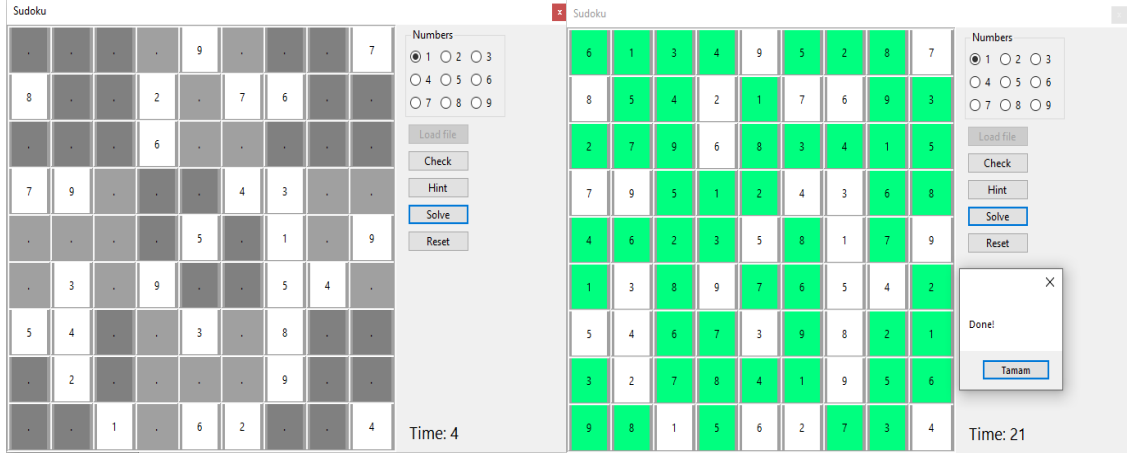 Sudoku
x
. . . . 9 . . . 7
8 . . 2 . 7 6 . .
. . . 6 . . . . .
7 9 . . . 4 3 . .
. . . . 5 . 1 . 9
. 3 . 9 . . 5 4 .
5 4 . . 3 . 8 . .
. 2 . . . . 9 . .
. . 1 . 6 2 . . 4
Numbers
1 2 3
4 5 6
7 8 9
Load file
Check
Hint
Solve
Reset
Time: 4
Sudoku
x
6 1 3 4 9 5 2 8 7
8 5 4 2 1 7 6 9 3
2 7 9 6 8 3 4 1 5
7 9 5 1 2 4 3 6 8
4 6 2 3 5 8 1 7 9
1 3 8 9 7 6 5 4 2
5 4 6 7 3 9 8 2 1
3 2 7 8 4 1 9 5 6
9 8 1 5 6 2 7 3 4
Numbers
1 2 3
4 5 6
7 8 9
Load file
Check
Hint
Solve
Reset
Done!
Tamam
Time: 21